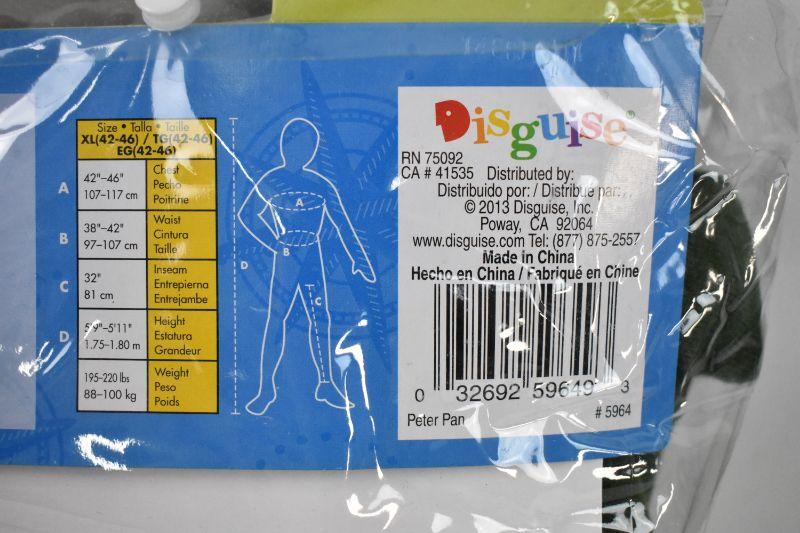 Size • Talla • Taille
XL(42-46) / TG(42-46)
EG(42-46)
A
42"–46"
107–117 cm
Chest
Pecho
Poitrine
B
38"–42"
97–107 cm
Waist
Cintura
Taille
C
32"
81 cm
Inseam
Entrepierna
Entrejambe
D
5'9"–5'11"
1.75–1.80 m
Height
Estatura
Grandeur
195-220 lbs
88–100 kg
Weight
Peso
Poids
A
B
C
D
Disguise®
RN 75092
CA # 41535 Distributed by:
Distribuido por: / Distribué par:
© 2013 Disguise, Inc.
Poway, CA 92064
www.disguise.com Tel: (877) 875-2557
Made in China
Hecho en China / Fabriqué en Chine
0 32692 59649 3
Peter Pan
# 5964